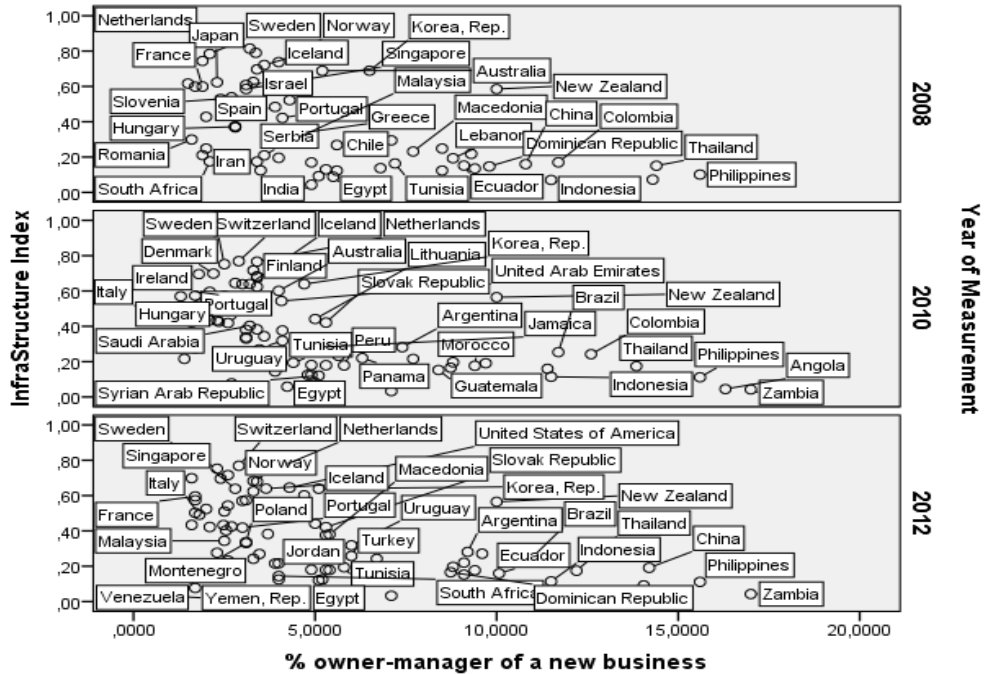 1,00
Netherlands
Sweden
Norway
Korea, Rep.
Japan
,80
France
Iceland
Singapore
Malaysia
Australia
,60
Israel
New Zealand
Slovenia
Spain
Portugal
Macedonia
China
Colombia
,40
Hungary
Greece
Serbia
Lebanon
Chile
Dominican Republic
Thailand
Romania
,20
Iran
South Africa
India
Egypt
Tunisia
Ecuador
Indonesia
Philippines
,00
2008
1,00
Sweden
Switzerland
Iceland
Netherlands
Korea, Rep.
,80
Denmark
Australia
Lithuania
Finland
United Arab Emirates
Ireland
Slovak Republic
,60
Italy
Portugal
Brazil
New Zealand
Hungary
Argentina
Jamaica
Colombia
,40
Saudi Arabia
Tunisia
Peru
Morocco
Thailand
Philippines
,20
Uruguay
Panama
Guatemala
Indonesia
Angola
Syrian Arab Republic
Egypt
Zambia
,00
2010
1,00
Sweden
Switzerland
Netherlands
United States of America
,80
Singapore
Norway
Macedonia
Slovak Republic
Italy
Iceland
Korea, Rep.
,60
New Zealand
France
Poland
Portugal
Uruguay
Argentina
Brazil
Thailand
,40
Malaysia
Jordan
Turkey
Ecuador
Indonesia
China
,20
Montenegro
Tunisia
Philippines
Venezuela
Yemen, Rep.
Egypt
South Africa
Dominican Republic
Zambia
,00
2012
,0000
5,0000
10,0000
15,0000
20,0000
% owner-manager of a new business
InfraStructure Index
Year of Measurement